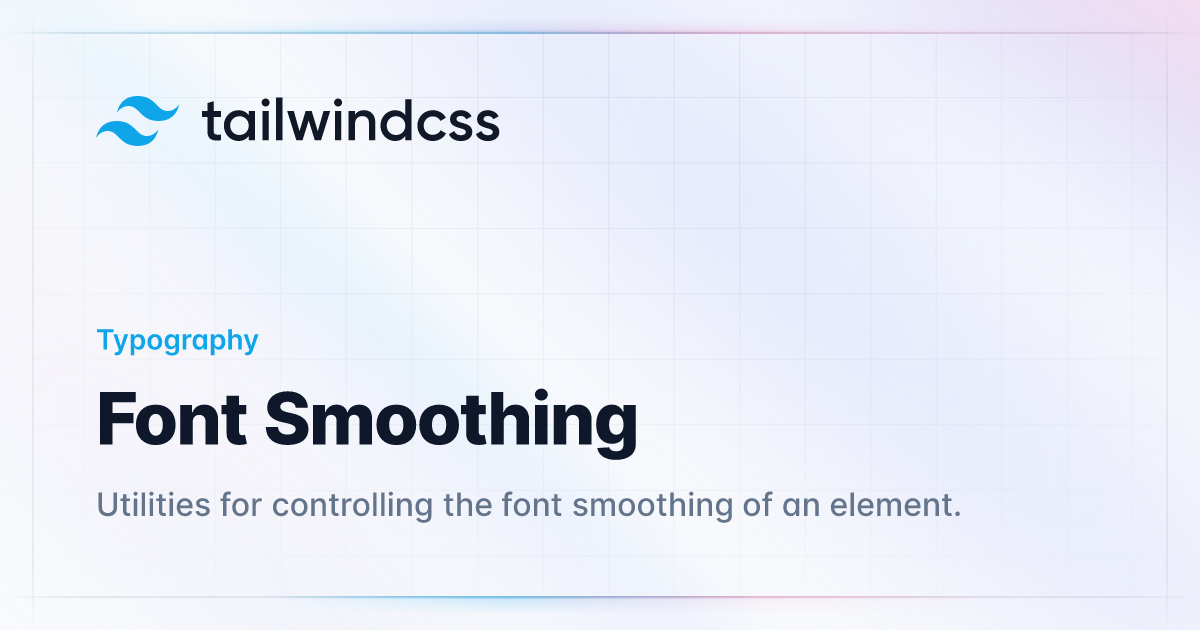 tailwindcss
Typography
Font Smoothing
Utilities for controlling the font smoothing of an element.